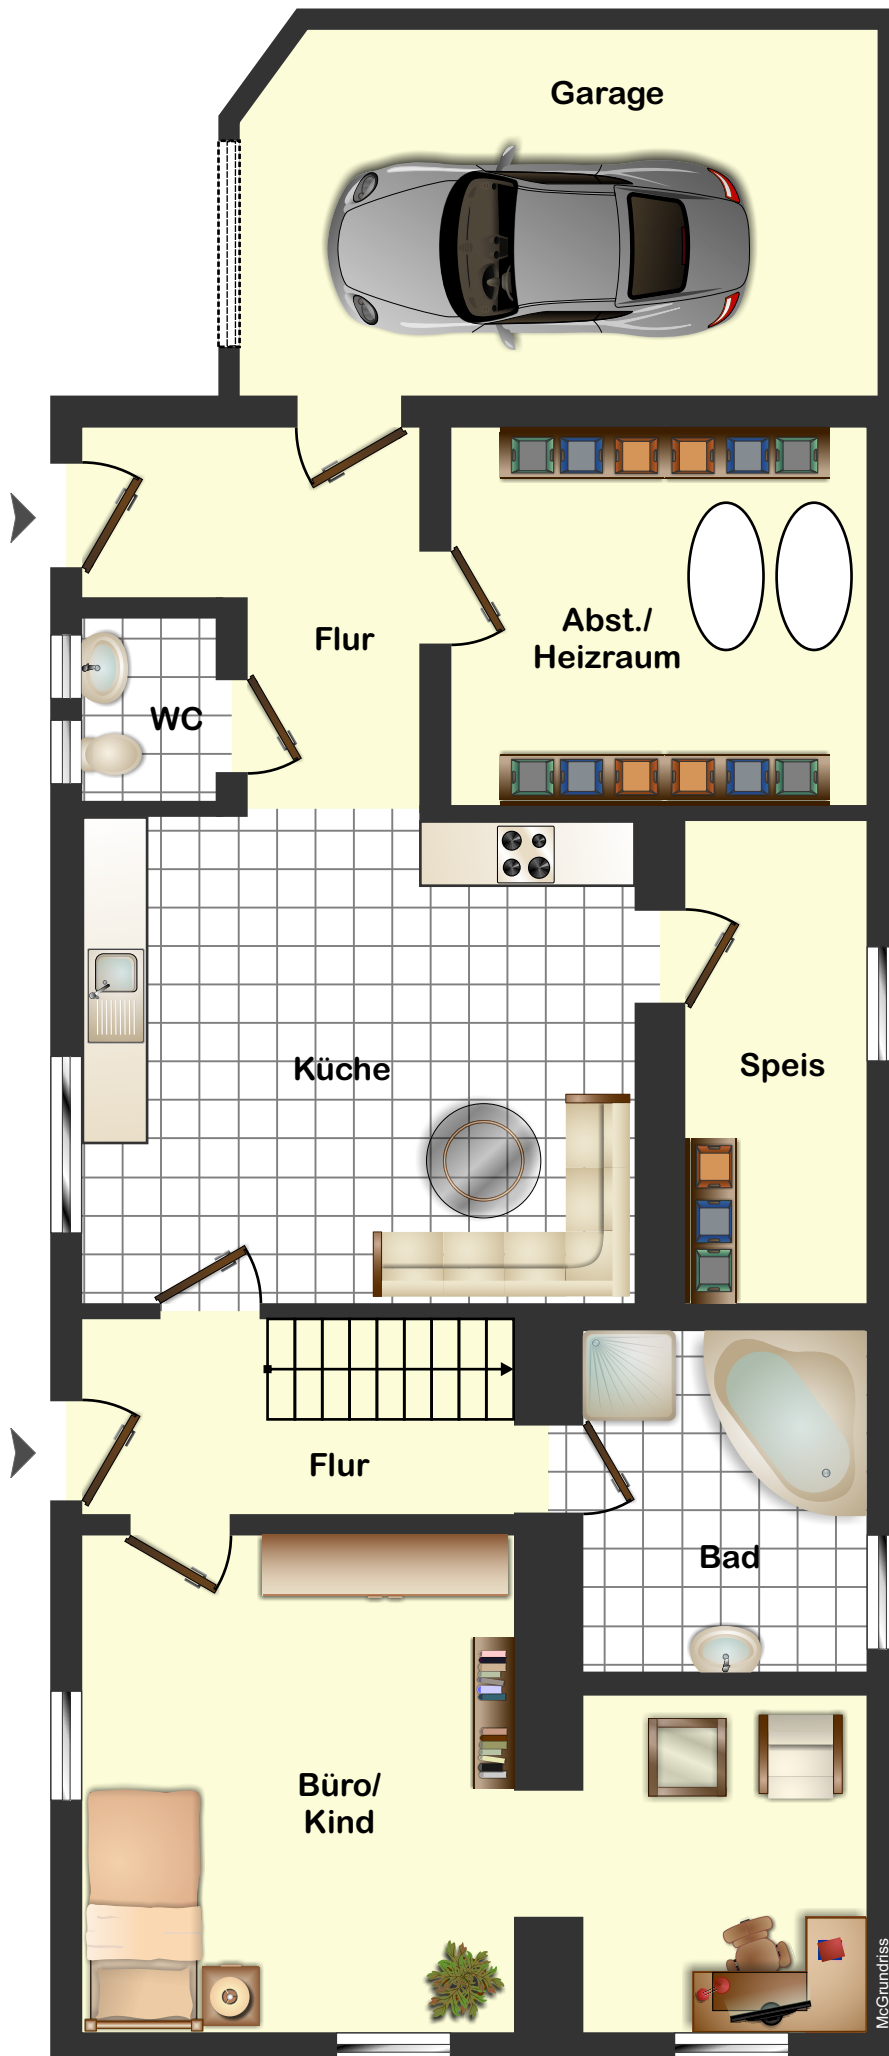 Garage
Flur
Abst./
Heizraum
WC
Küche
Speis
Flur
Bad
Büro/
Kind
McGrundriss